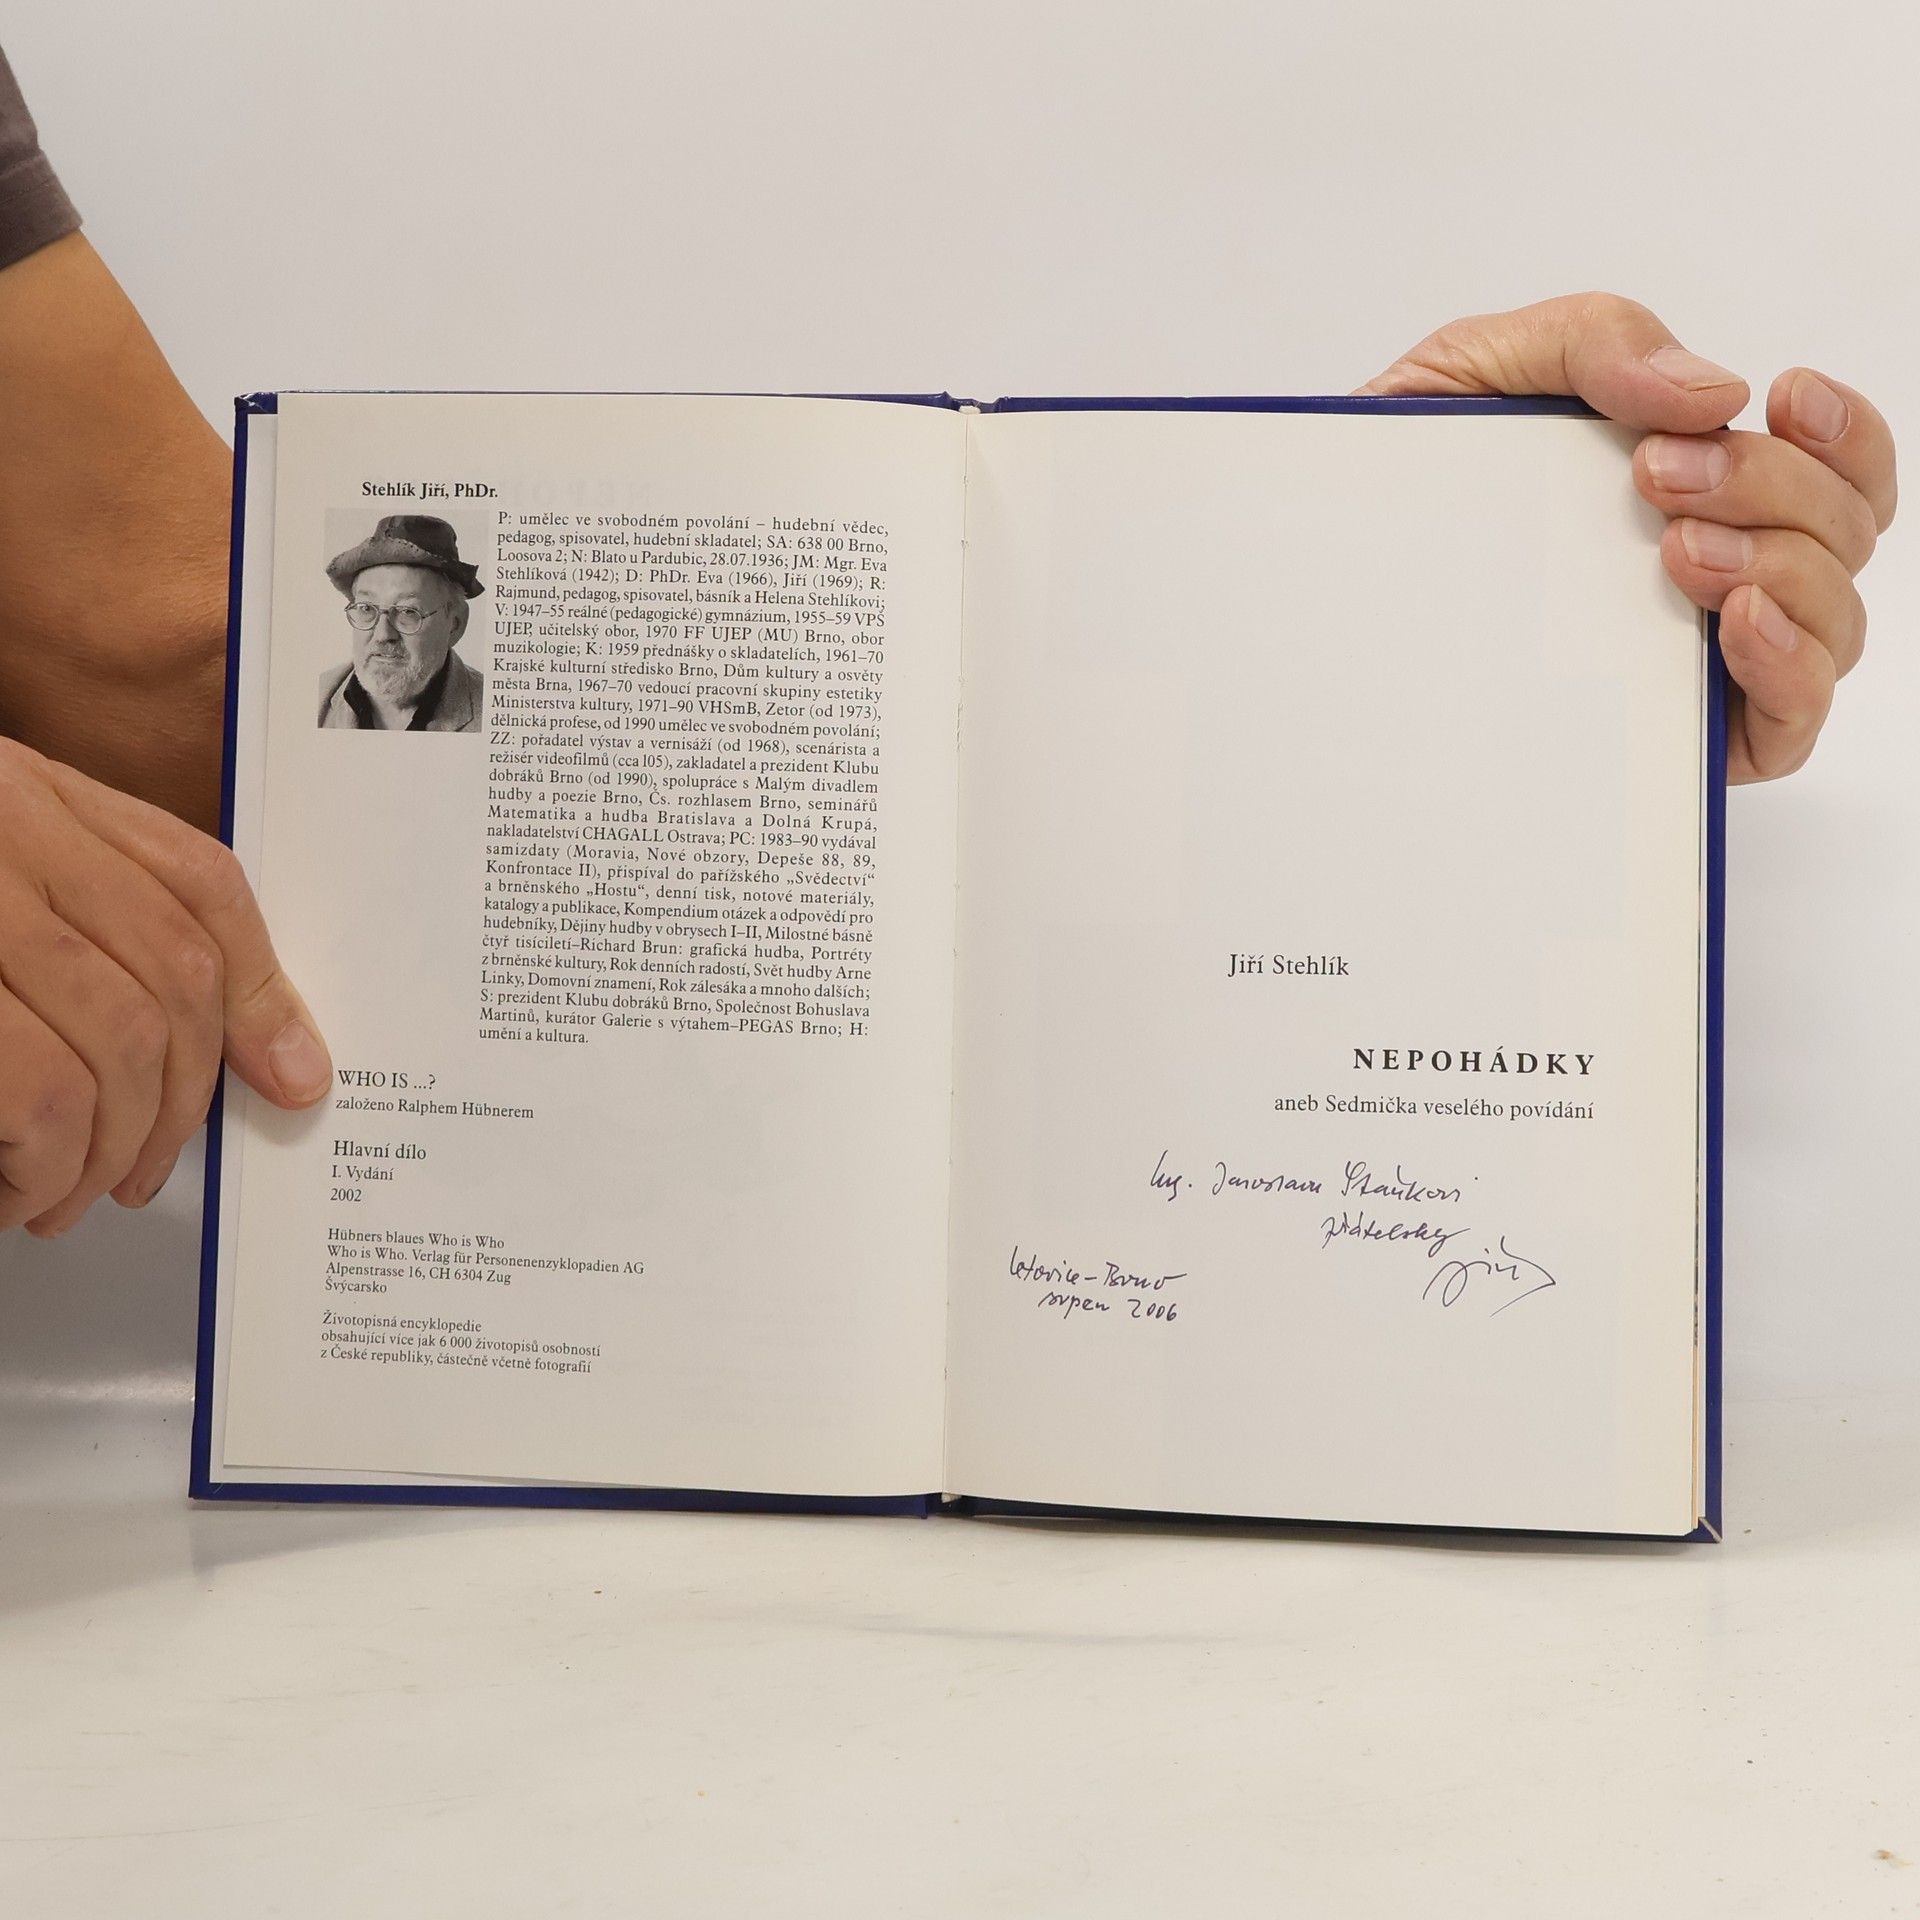 Stehlík Jiří, PhDr.
P: umělec ve svobodném povolání – hudební vědec,
pedagog, spisovatel, hudební skladatel; SA: 638 00 Brno,
Loosova 2; N: Blato u Pardubic, 28.07.1936; JM: Mgr. Eva
Stehlíková (1942); D: PhDr. Eva (1966), Jiří (1969); R:
Rajmund, pedagog, spisovatel, básník a Helena Stehlíkovi;
V: 1947–55 reálné (pedagogické) gymnázium, 1955–59 VPŠ
UJEP, učitelský obor, 1970 FF UJEP (MU) Brno, obor
muzikologie; K: 1959 přednášky o skladatelích, 1961–70
Krajské kulturní středisko Brno, Dům kultury a osvěty
města Brna, 1967–70 vedoucí pracovní skupiny estetiky
Ministerstva kultury, 1971–90 VHSmB, Zetor (od 1973),
dělnická profese, od 1990 umělec ve svobodném povolání;
ZZ: pořadatel výstav a vernisáží (od 1968), scenárista a
režisér videofilmů (cca 105), zakladatel a prezident Klubu
dobráků Brno (od 1990), spolupráce s Malým divadlem
hudby a poezie Brno, Čs. rozhlasem Brno, seminářů
Matematika a hudba Bratislava a Dolná Krupá,
nakladatelství CHAGALL Ostrava; PC: 1983–90 vydával
samizdaty (Moravia, Nové obzory, Depeše 88, 89,
Konfrontace II), přispíval do pařížského „Svědectví“
a brněnského „Hostu“, denní tisk, notové materiály,
katalogy a publikace, Kompendium otázek a odpovědí pro
hudebníky, Dějiny hudby v obrysech I–II, Milostné básně
čtyř tisíciletí–Richard Brun: grafická hudba, Portréty
z brněnské kultury, Rok denních radostí, Svět hudby Arne
Linky, Domovní znamení, Rok zálesáka a mnoho dalších;
S: prezident Klubu dobráků Brno, Společnost Bohuslava
Martinů, kurátor Galerie s výtahem–PEGAS Brno; H:
umění a kultura.
WHO IS ...?
založeno Ralphem Hübnerem
Hlavní dílo
I. Vydání
2002
Hübners blaues Who is Who
Who is Who. Verlag für Personenenzyklopadien AG
Alpenstrasse 16, CH 6304 Zug
Švýcarsko
Životopisná encyklopedie
obsahující více jak 6 000 životopisů osobností
z České republiky, částečně včetně fotografií
Jiří Stehlík
NEPOHÁDKY
aneb Sedmička veselého povídání
Ing. Jaroslavu Staňkovi
přátelsky
Jiří
Letovice – Brno
srpen 2006